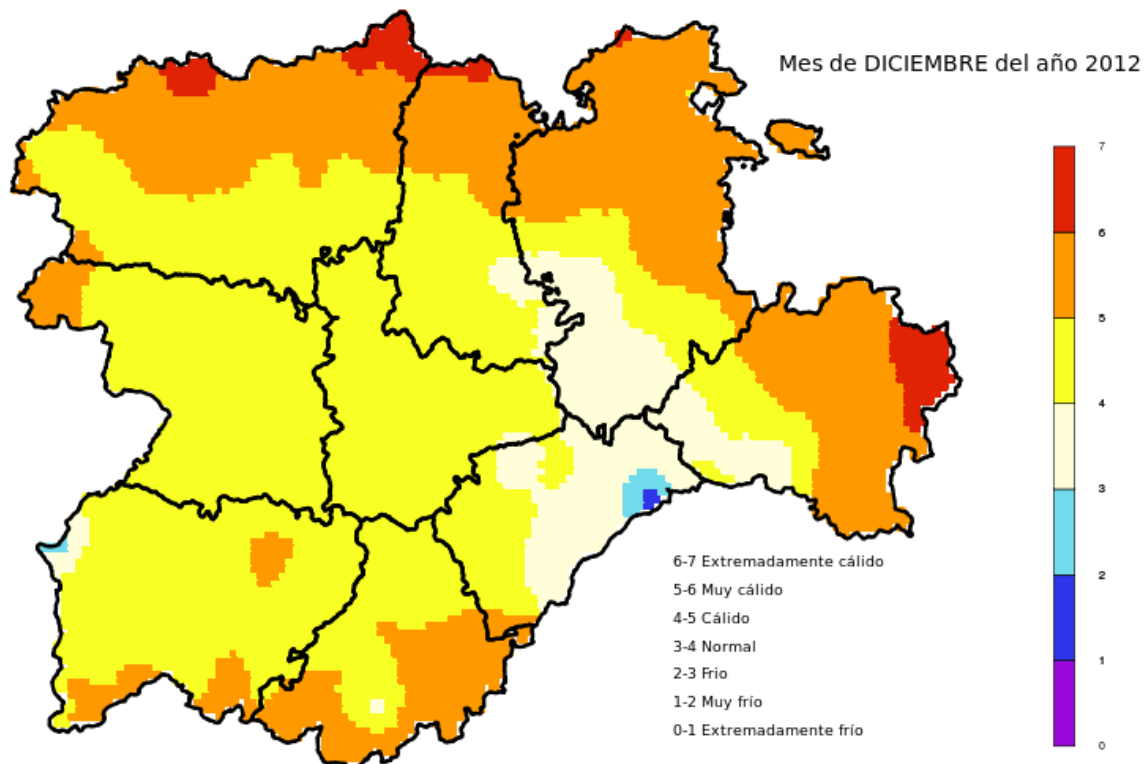 Mes de DICIEMBRE del año 2012
7
6
5
4
3
2
1
0
6-7 Extremadamente cálido
5-6 Muy cálido
4-5 Cálido
3-4 Normal
2-3 Frio
1-2 Muy frío
0-1 Extremadamente frío